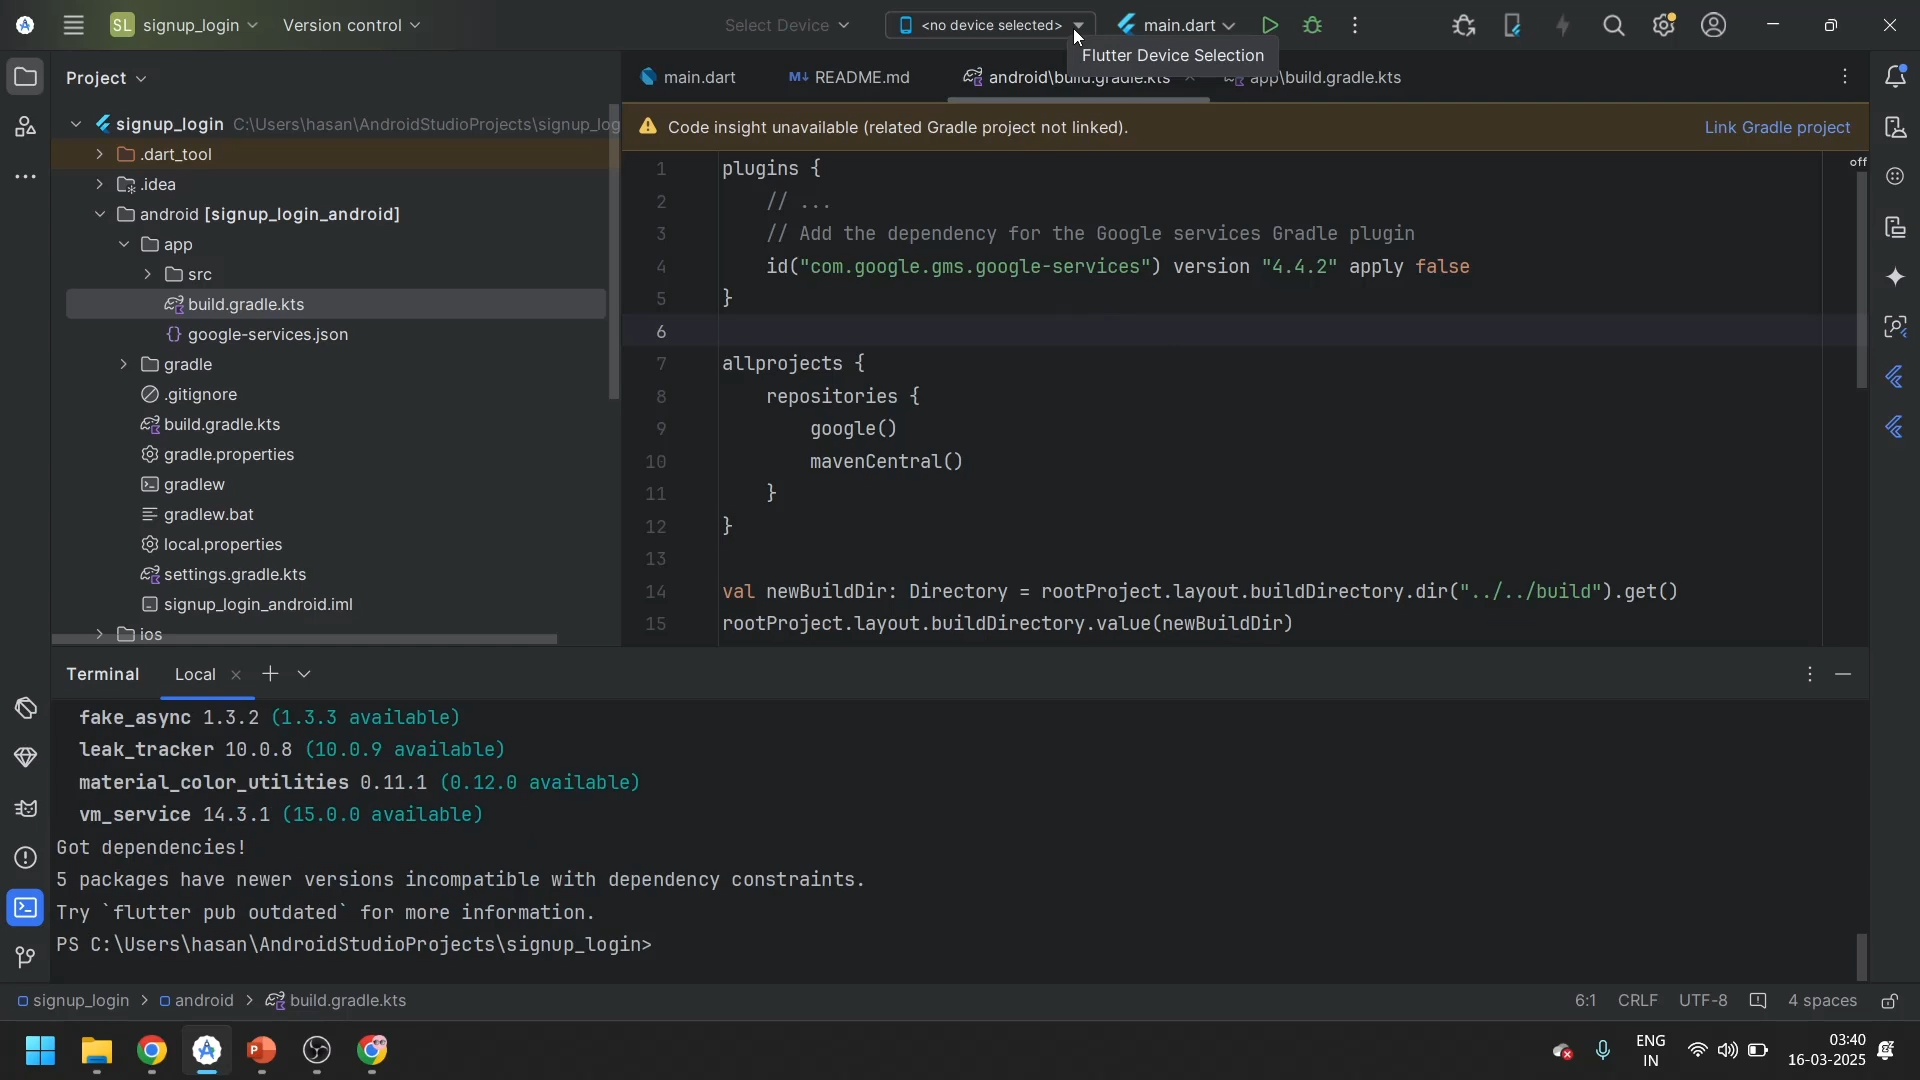 SL signup_login Version control Select Device <no device selected> main.dart
Flutter Device Selection
Project
main.dart README.md android\build.gradle.kts app\build.gradle.kts
signup_login C:\Users\hasan\AndroidStudioProjects\signup_log
Code insight unavailable (related Gradle project not linked). Link Gradle project
.dart_tool
.idea
android [signup_login_android]
app
src
build.gradle.kts
google-services.json
gradle
.gitignore
build.gradle.kts
gradle.properties
gradlew
gradlew.bat
local.properties
settings.gradle.kts
signup_login_android.iml
ios
off
1 plugins {
2 // ...
3 // Add the dependency for the Google services Gradle plugin
4 id("com.google.gms.google-services") version "4.4.2" apply false
5 }
6
7 allprojects {
8 repositories {
9 google()
10 mavenCentral()
11 }
12 }
13
14 val newBuildDir: Directory = rootProject.layout.buildDirectory.dir("../../build").get()
15 rootProject.layout.buildDirectory.value(newBuildDir)
Terminal Local
fake_async 1.3.2 (1.3.3 available)
leak_tracker 10.0.8 (10.0.9 available)
material_color_utilities 0.11.1 (0.12.0 available)
vm_service 14.3.1 (15.0.0 available)
Got dependencies!
5 packages have newer versions incompatible with dependency constraints.
Try `flutter pub outdated` for more information.
PS C:\Users\hasan\AndroidStudioProjects\signup_login>
signup_login > android > build.gradle.kts 6:1 CRLF UTF-8 4 spaces
ENG
IN
03:40
16-03-2025